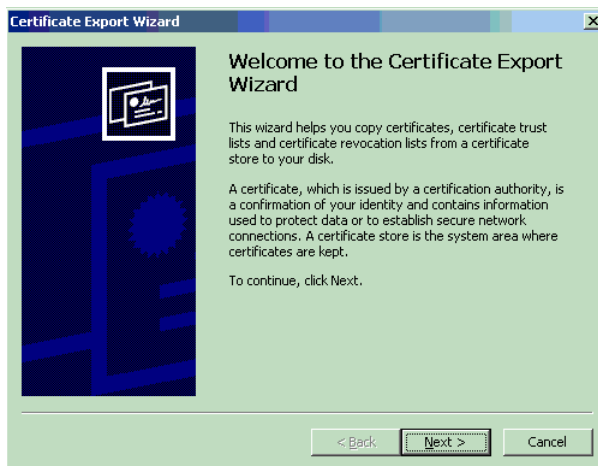 Certificate Export Wizard
Welcome to the Certificate Export
Wizard
This wizard helps you copy certificates, certificate trust
lists and certificate revocation lists from a certificate
store to your disk.
A certificate, which is issued by a certification authority, is
a confirmation of your identity and contains information
used to protect data or to establish secure network
connections. A certificate store is the system area where
certificates are kept.
To continue, click Next.
< Back
Next >
Cancel